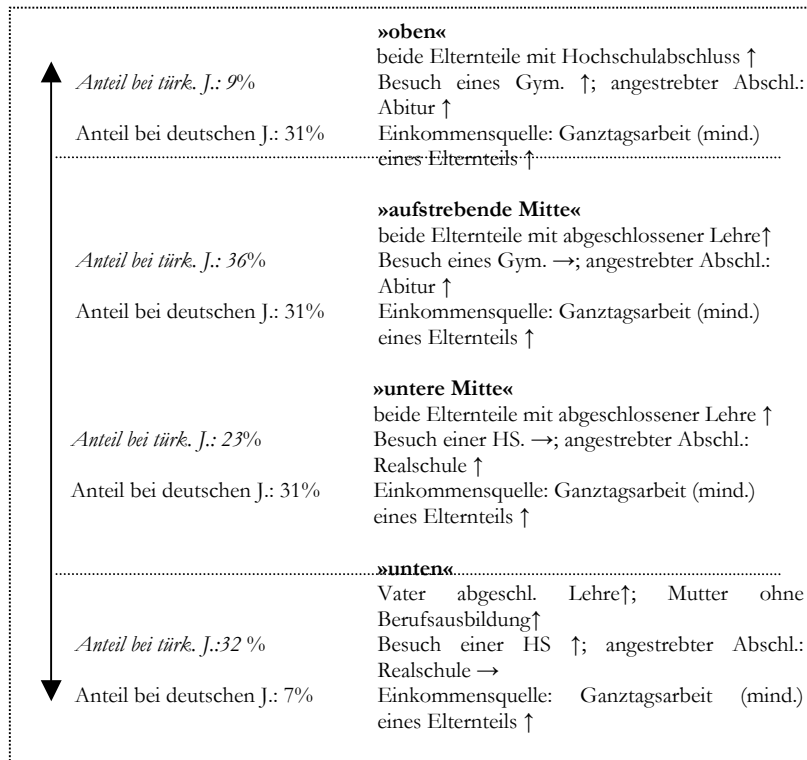 »oben«
beide Elternteile mit Hochschulabschluss ↑
Anteil bei türk. J.: 9% Besuch eines Gym. ↑; angestrebter Abschl.:
Abitur ↑
Anteil bei deutschen J.: 31% Einkommensquelle: Ganztagsarbeit (mind.)
eines Elternteils ↑
»aufstrebende Mitte«
beide Elternteile mit abgeschlossener Lehre↑
Anteil bei türk. J.: 36% Besuch eines Gym. →; angestrebter Abschl.:
Abitur ↑
Anteil bei deutschen J.: 31% Einkommensquelle: Ganztagsarbeit (mind.)
eines Elternteils ↑
»untere Mitte«
beide Elternteile mit abgeschlossener Lehre ↑
Anteil bei türk. J.: 23% Besuch einer HS. →; angestrebter Abschl.:
Realschule ↑
Anteil bei deutschen J.: 31% Einkommensquelle: Ganztagsarbeit (mind.)
eines Elternteils ↑
»unten«
Vater abgeschl. Lehre↑; Mutter ohne
Berufsausbildung↑
Anteil bei türk. J.:32 % Besuch einer HS ↑; angestrebter Abschl.:
Realschule →
Anteil bei deutschen J.: 7% Einkommensquelle: Ganztagsarbeit (mind.)
eines Elternteils ↑